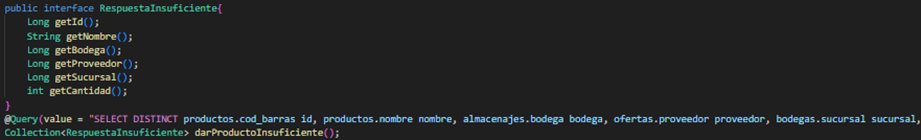 public interface RespuestaInsuficiente{
Long getId();
String getNombre();
Long getBodega();
Long getProveedor();
Long getSucursal();
int getCantidad();
}
@Query(value = "SELECT DISTINCT productos.cod_barras id, productos.nombre nombre, almacenajes.bodega bodega, ofertas.proveedor proveedor, bodegas.sucursal sucursal,
Collection<RespuestaInsuficiente> darProductoInsuficiente();